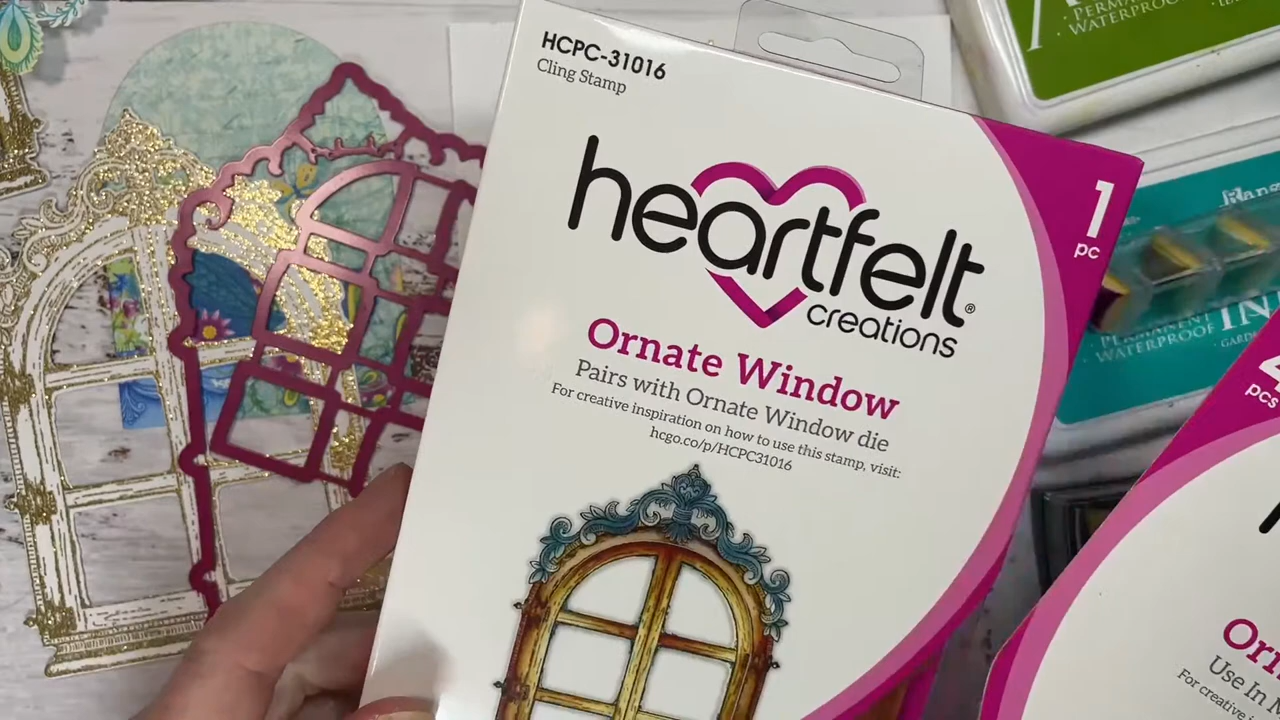 HCPC-31016
Cling Stamp
heartfelt®
creations
Ornate Window
Pairs with Ornate Window die
For creative inspiration on how to use this stamp, visit:
hcgo.co/p/HCPC31016
1
pc
PERMANENT
WATERPROOF
PERMANENT
WATERPROOF
IN
pcs
Use In
For creative